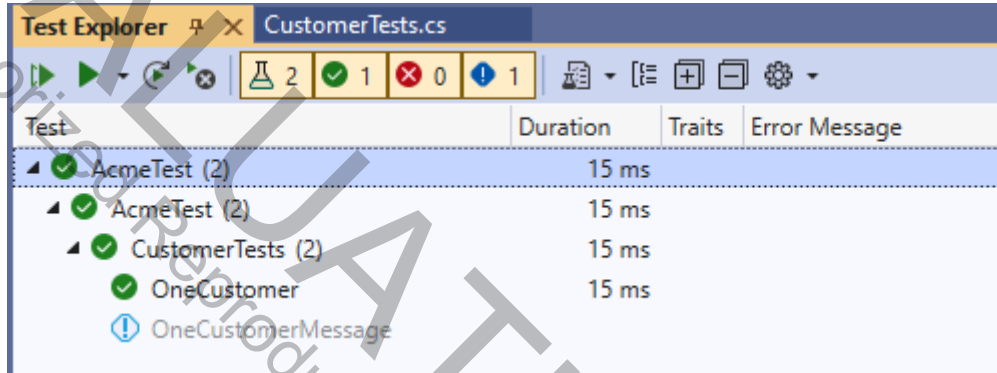 Test Explorer CustomerTests.cs
2 1 0 1
Test Duration Traits Error Message
AcmeTest (2) 15 ms
AcmeTest (2) 15 ms
CustomerTests (2) 15 ms
OneCustomer 15 ms
OneCustomerMessage